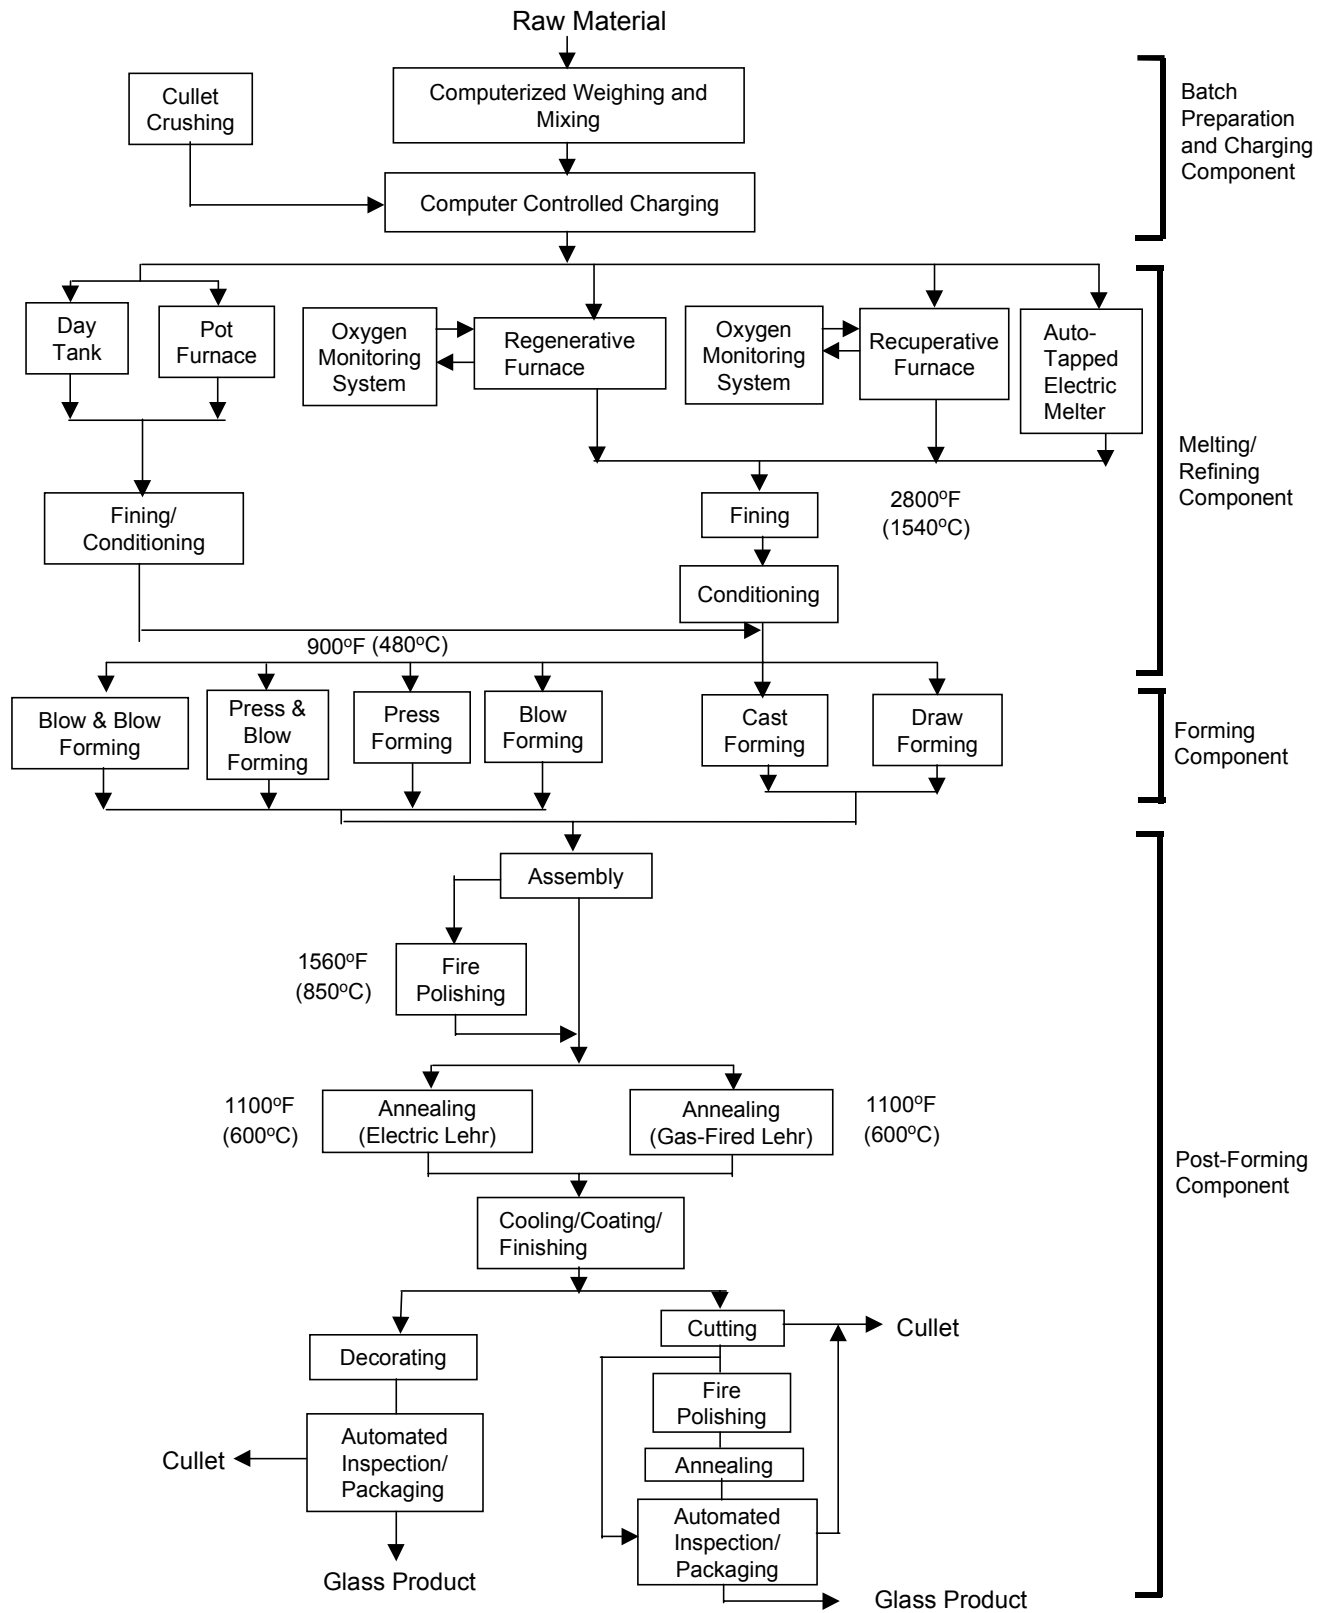 Raw Material
Cullet
Crushing
Computerized Weighing and
Mixing
Batch
Preparation
and Charging
Component
Computer Controlled Charging
Day
Tank
Pot
Furnace
Oxygen
Monitoring
System
Regenerative
Furnace
Oxygen
Monitoring
System
Recuperative
Furnace
Auto-
Tapped
Electric
Melter
Melting/
Refining
Component
Fining/
Conditioning
Fining
2800ºF
(1540ºC)
Conditioning
900ºF (480ºC)
Blow & Blow
Forming
Press &
Blow
Forming
Press
Forming
Blow
Forming
Cast
Forming
Draw
Forming
Forming
Component
Assembly
1560ºF
(850ºC)
Fire
Polishing
1100ºF
(600ºC)
Annealing
(Electric Lehr)
Annealing
(Gas-Fired Lehr)
1100ºF
(600ºC)
Post-Forming
Component
Cooling/Coating/
Finishing
Decorating
Cutting
Cullet
Fire
Polishing
Annealing
Automated
Inspection/
Packaging
Cullet
Automated
Inspection/
Packaging
Glass Product
Glass Product